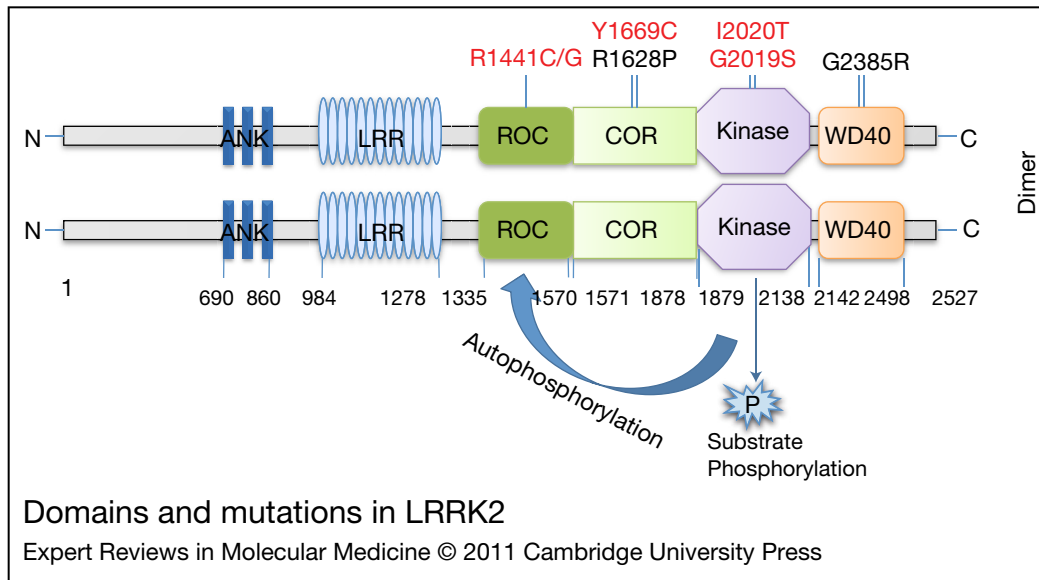 Y1669C I2020T
R1441C/G R1628P G2019S G2385R
N ANK LRR ROC COR Kinase WD40 C
N ANK LRR ROC COR Kinase WD40 C
Dimer
1 690 860 984 1278 1335 1570 1571 1878 1879 2138 2142 2498 2527
Autophosphorylation
P
Substrate
Phosphorylation
Domains and mutations in LRRK2
Expert Reviews in Molecular Medicine © 2011 Cambridge University Press